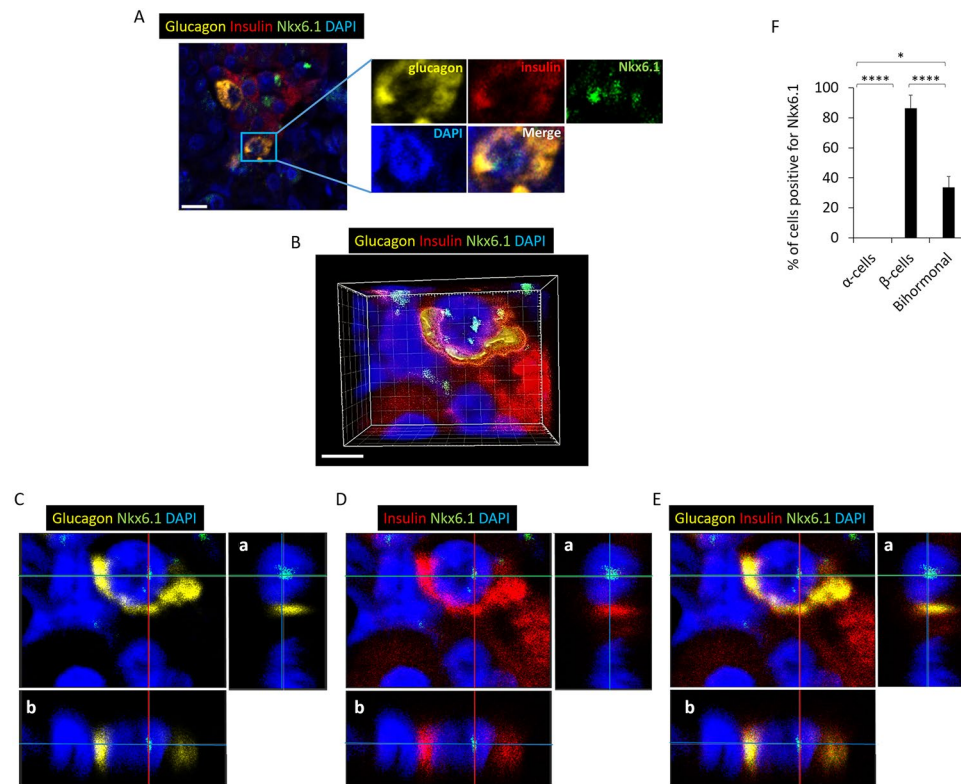 A
Glucagon Insulin Nkx6.1 DAPI
glucagon
insulin
Nkx6.1
DAPI
Merge
B
Glucagon Insulin Nkx6.1 DAPI
C
Glucagon Nkx6.1 DAPI
a
b
D
Insulin Nkx6.1 DAPI
a
b
E
Glucagon Insulin Nkx6.1 DAPI
a
b
F
*
**** ****
% of cells positive for Nkx6.1
100
80
60
40
20
0
α-cells
β-cells
Bihormonal